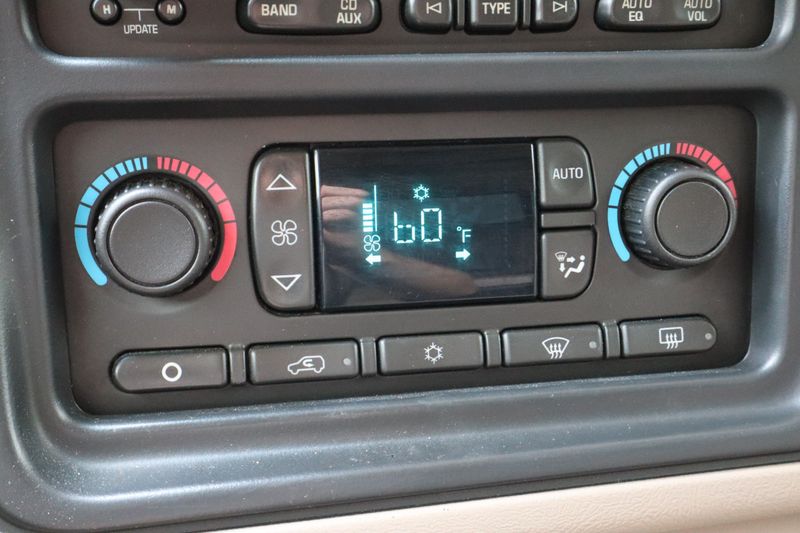 H M BAND CD AUX TYPE AUTO EQ AUTO VOL
UPDATE
AUTO
60 °F